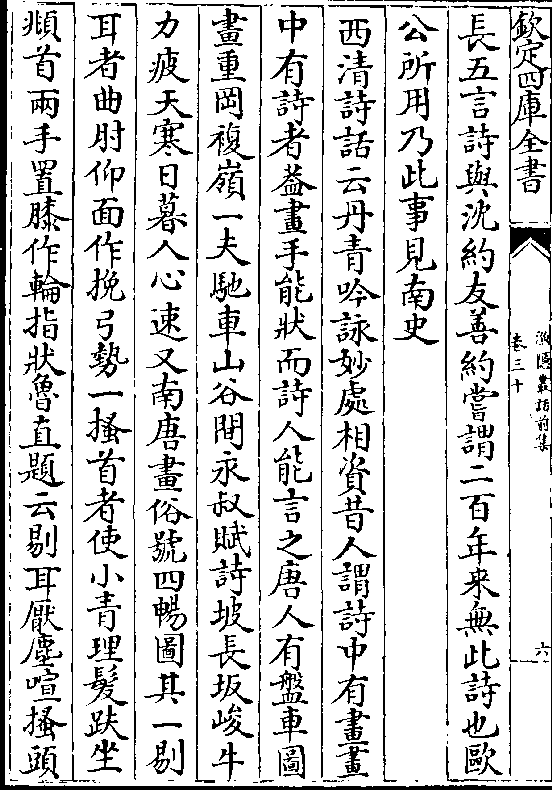 欽定四庫全書
漁隱叢話前集
卷三十
六
長五言詩與沈約友善約嘗謂二百年来無此詩也歐
公所用乃此事見南史
西清詩話云丹青吟詠妙處相資昔人謂詩中有畫畫
中有詩者蓋畫手能狀而詩人能言之唐人有盤車圖
畫重岡複嶺一夫馳車山谷間永叔賦詩坡長坂峻牛
力疲天寒日暮人心速又南唐畫俗號四暢圖其一剔
耳者曲肘仰面作挽弓勢一搔首者使小青理髮趺坐
頫首兩手置膝作輪指狀魯直題云剔耳厭塵喧搔頭